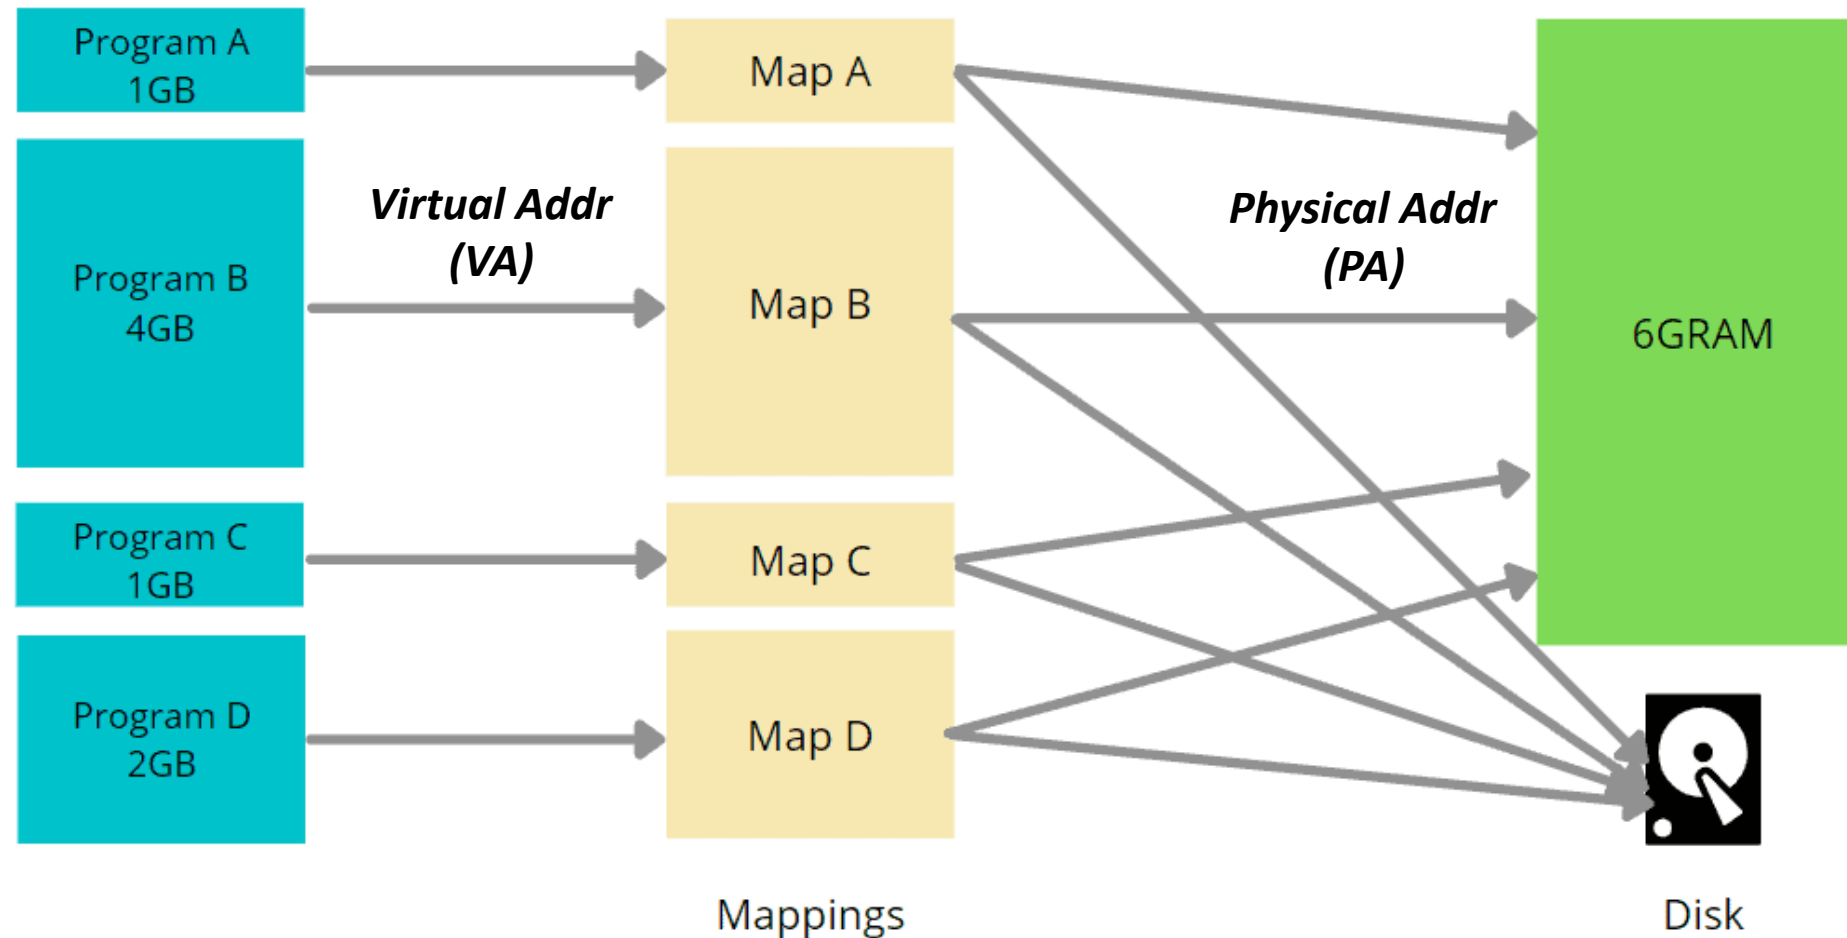 Program A
1GB
Map A
Program B
4GB
Virtual Addr
(VA)
Map B
Physical Addr
(PA)
6GRAM
Program C
1GB
Map C
Program D
2GB
Map D
Mappings
Disk